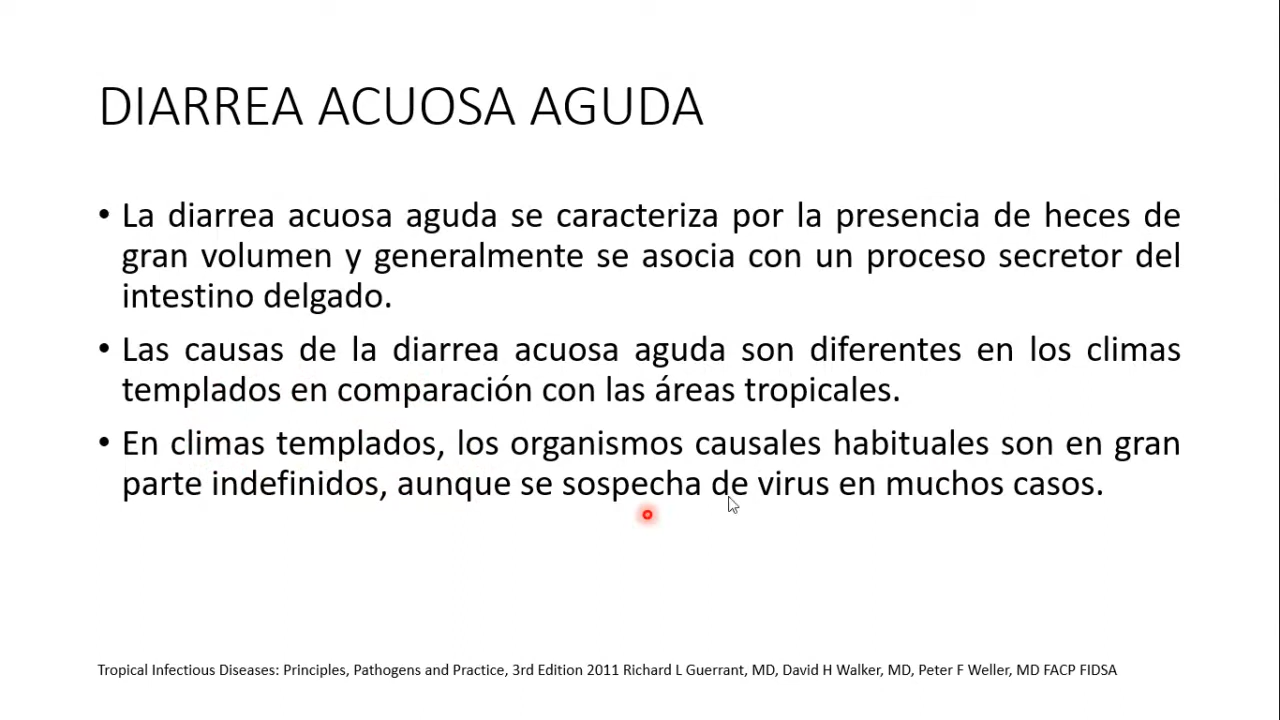 DIARREA ACUOSA AGUDA
• La diarrea acuosa aguda se caracteriza por la presencia de heces de
gran volumen y generalmente se asocia con un proceso secretor del
intestino delgado.
• Las causas de la diarrea acuosa aguda son diferentes en los climas
templados en comparación con las áreas tropicales.
• En climas templados, los organismos causales habituales son en gran
parte indefinidos, aunque se sospecha de virus en muchos casos.
Tropical Infectious Diseases: Principles, Pathogens and Practice, 3rd Edition 2011 Richard L Guerrant, MD, David H Walker, MD, Peter F Weller, MD FACP FIDSA